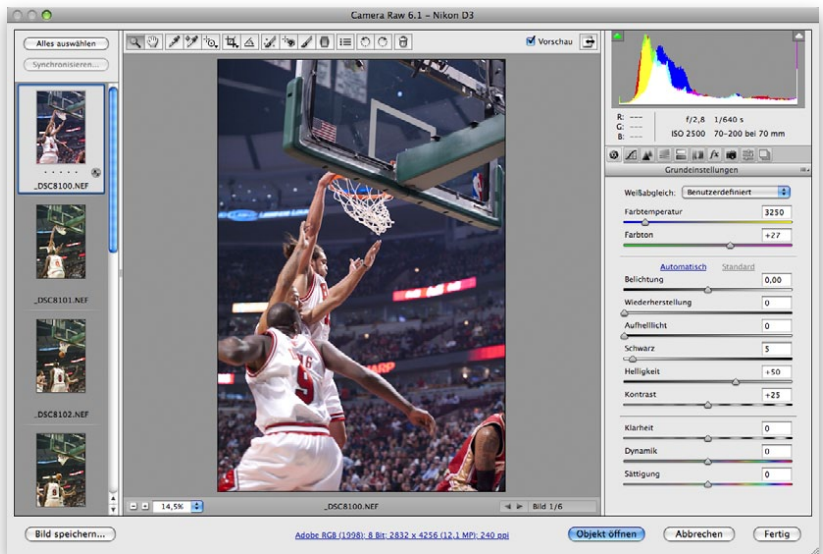 Camera Raw 6.1 – Nikon D3
Alles auswählen
Synchronisieren...
Vorschau
_DSC8100.NEF
_DSC8101.NEF
_DSC8102.NEF
R: ---
G: ---
B: ---
f/2,8 1/640 s
ISO 2500 70-200 bei 70 mm
Grundeinstellungen
Weißabgleich: Benutzerdefiniert
Farbtemperatur 3250
Farbton +27
Automatisch Standard
Belichtung 0,00
Wiederherstellung 0
Aufhelllicht 0
Schwarz 5
Helligkeit +50
Kontrast +25
Klarheit 0
Dynamik 0
Sättigung 0
9
14,5%
_DSC8100.NEF
Bild 1/6
Bild speichern...
Adobe RGB (1998); 8 Bit; 2832 x 4256 (12,1 MP); 240 ppi
Objekt öffnen
Abbrechen
Fertig